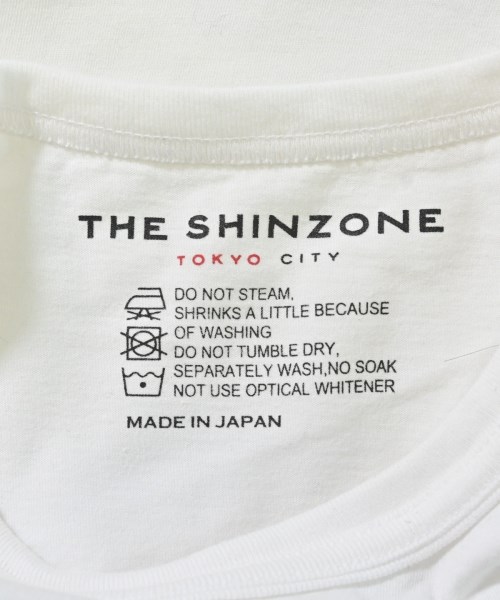 THE SHINZONE
TOKYO CITY
DO NOT STEAM,
SHRINKS A LITTLE BECAUSE
OF WASHING
DO NOT TUMBLE DRY,
SEPARATELY WASH,NO SOAK
NOT USE OPTICAL WHITENER
MADE IN JAPAN